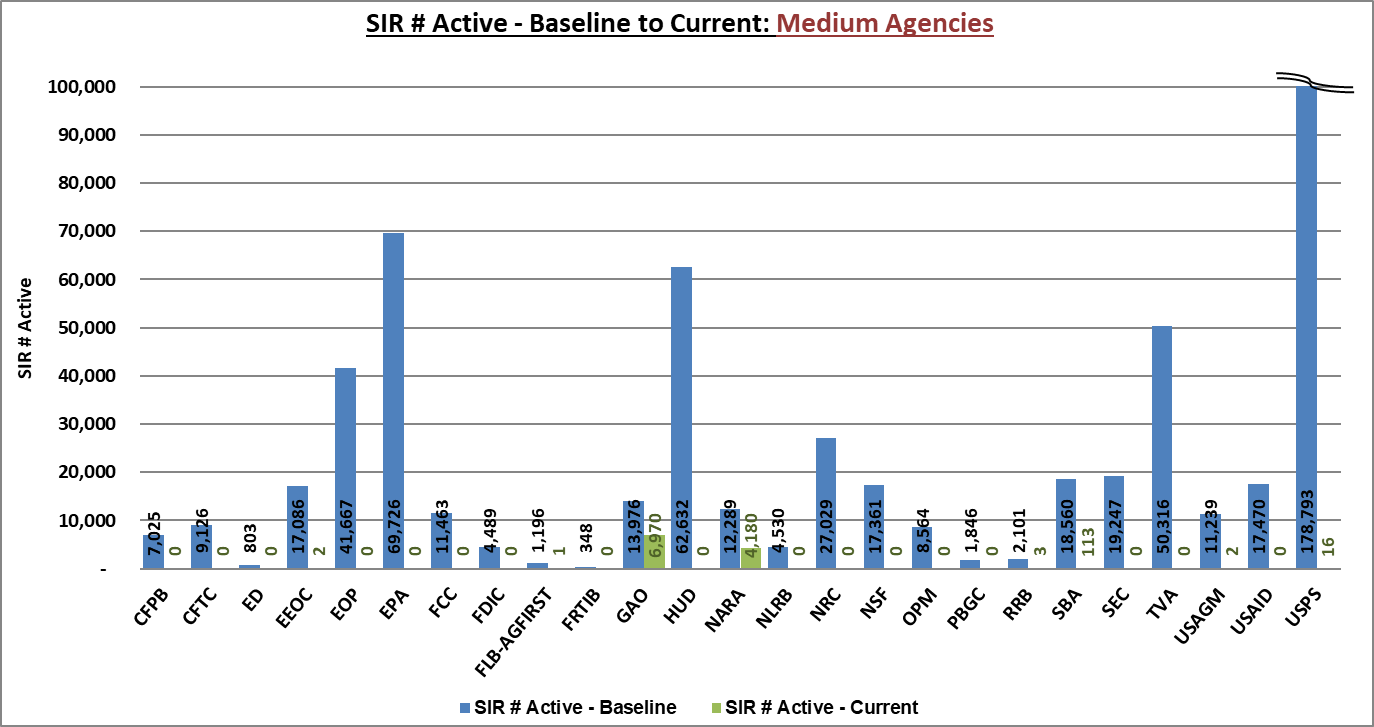 SIR # Active - Baseline to Current: Medium Agencies
SIR # Active
100,000
90,000
80,000
70,000
60,000
50,000
40,000
30,000
20,000
10,000
-
7,025 0 9,126 0 803 0 17,086 2 41,667 0 69,726 0 11,463 0 4,489 0 1,196 1 348 0 13,976 6,970 62,632 0 12,289 4,180 4,530 0 27,029 0 17,361 0 8,564 0 1,846 0 2,101 3 18,560 113 19,247 0 50,316 0 11,239 2 17,470 0 178,793 16
CFPB CFTC ED EEOC EOP EPA FCC FDIC FLB-AGFIRST FRTIB GAO HUD NARA NLRB NRC NSF OPM PBGC RRB SBA SEC TVA USAGM USAID USPS
SIR # Active - Baseline SIR # Active - Current